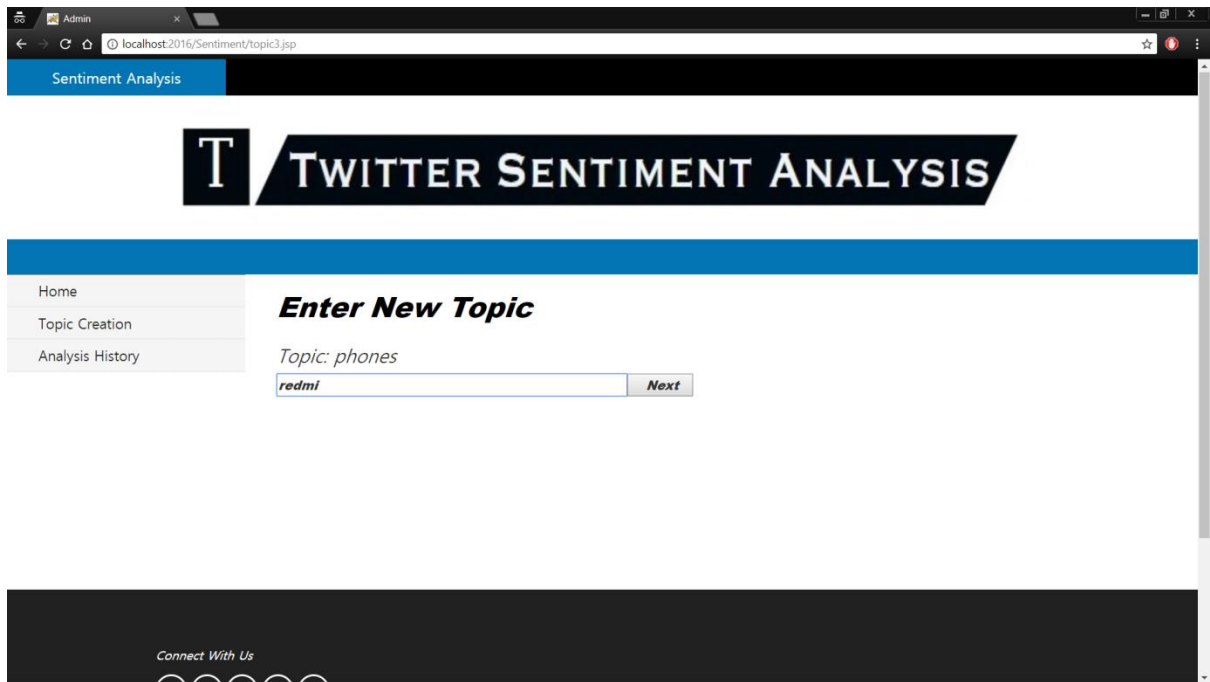 Admin
localhost:2016/Sentiment/topic3.jsp
Sentiment Analysis
T TWITTER SENTIMENT ANALYSIS
Home
Topic Creation
Analysis History
Enter New Topic
Topic: phones
redmi Next
Connect With Us